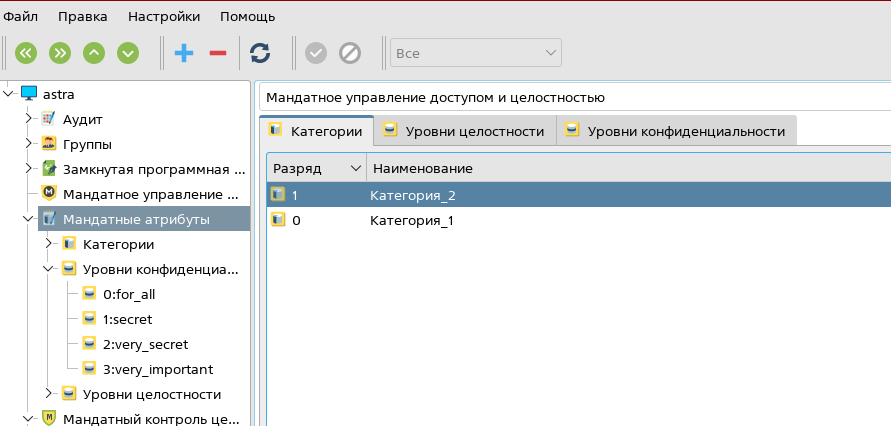 Файл Правка Настройки Помощь
Все
astra
Аудит
Группы
Замкнутая программная ...
Мандатное управление ...
Мандатные атрибуты
Категории
Уровни конфиденциа...
0:for_all
1:secret
2:very_secret
3:very_important
Уровни целостности
Мандатный контроль це...
Мандатное управление доступом и целостностью
Категории Уровни целостности Уровни конфиденциальности
Разряд Наименование
1 Категория_2
0 Категория_1